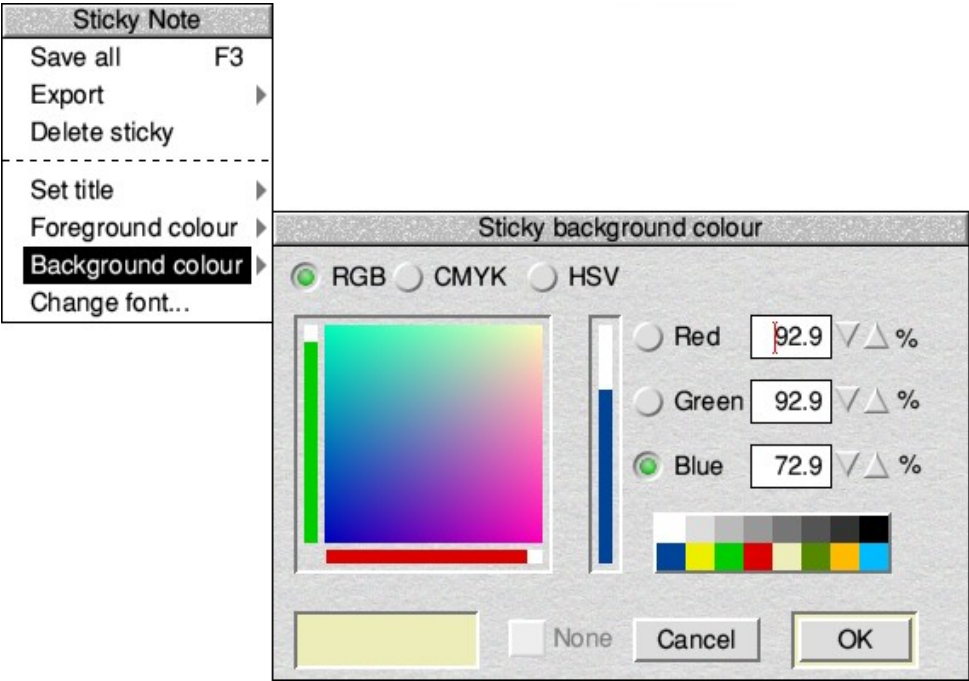 Sticky Note
Save all F3
Export
Delete sticky
Set title
Foreground colour
Background colour
Change font...
Sticky background colour
RGB CMYK HSV
Red 92.9 %
Green 92.9 %
Blue 72.9 %
None Cancel OK